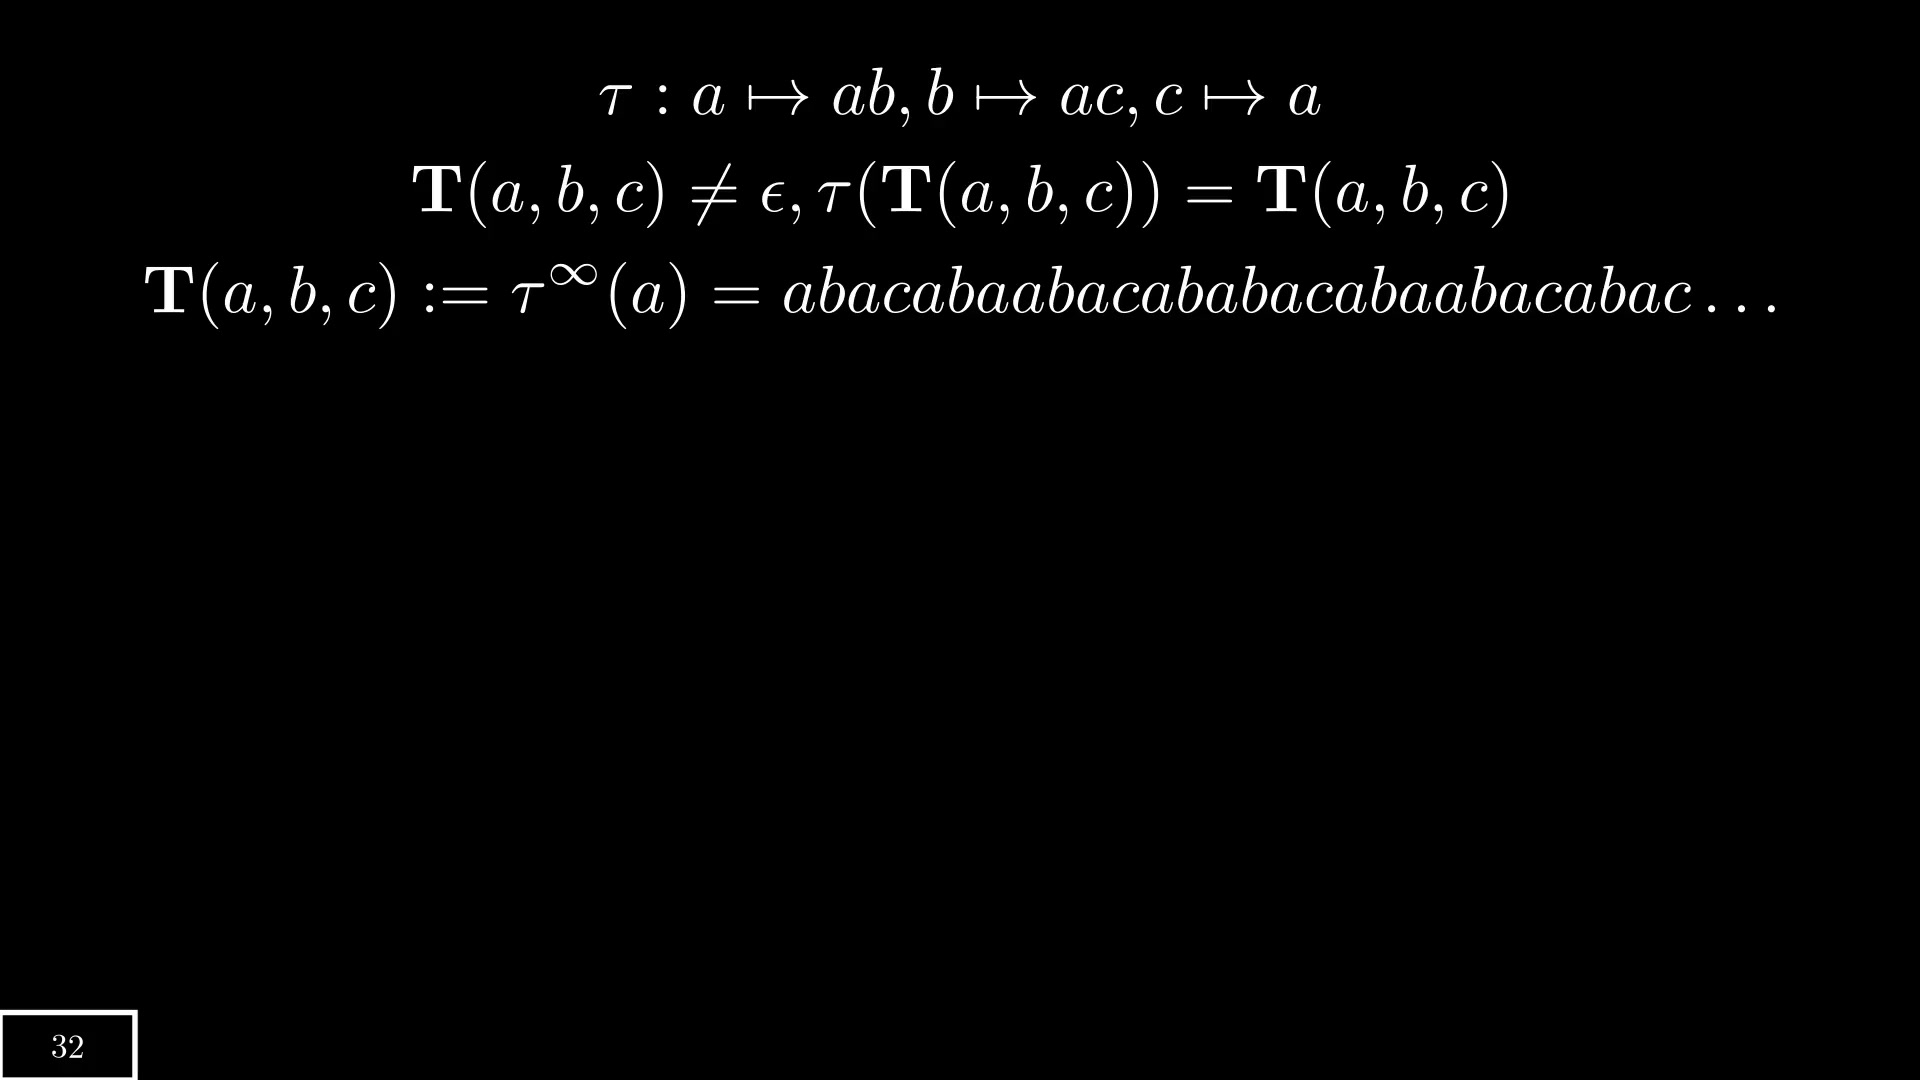 τ : a ↦ ab, b ↦ ac, c ↦ a
𝐓(a, b, c) ≠ ϵ, τ(𝐓(a, b, c)) = 𝐓(a, b, c)
𝐓(a, b, c) := τ^∞(a) = abacabaabacababacabaabacabac . . .
32